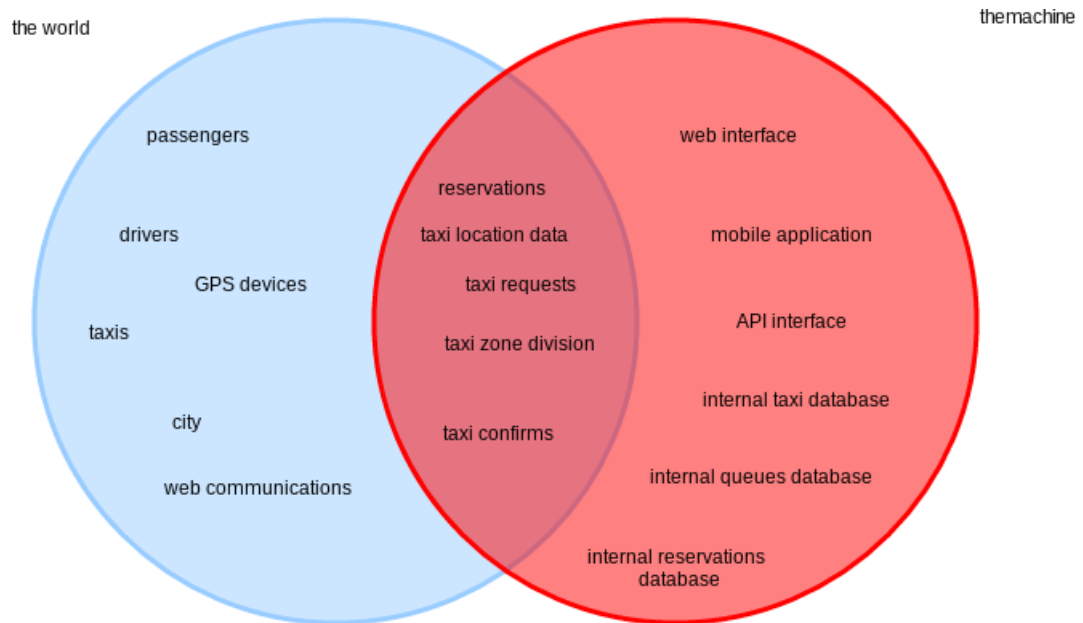 the world
themachine
passengers
drivers
GPS devices
taxis
city
web communications
reservations
taxi location data
taxi requests
taxi zone division
taxi confirms
web interface
mobile application
API interface
internal taxi database
internal queues database
internal reservations
database